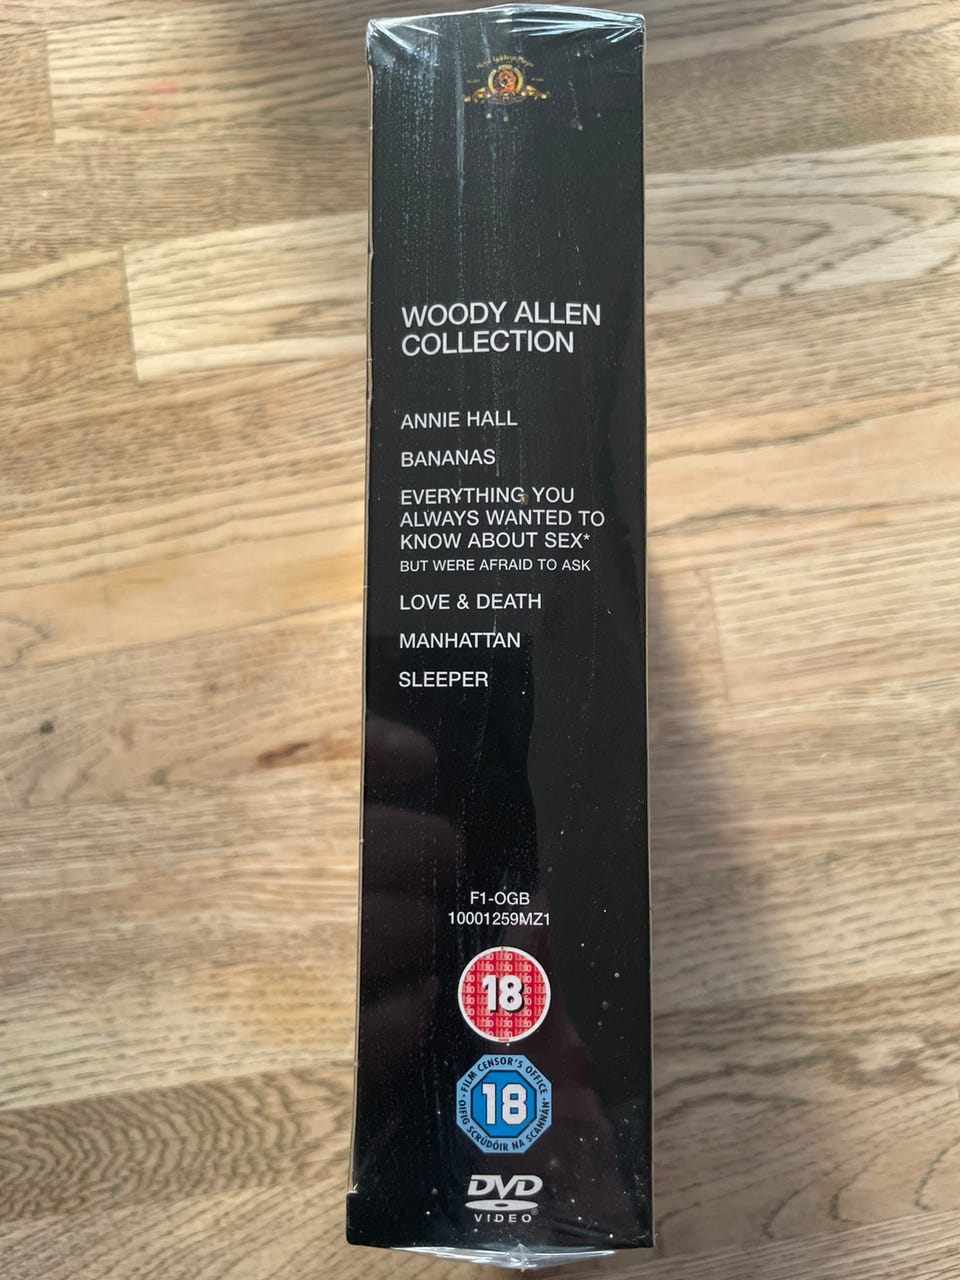 WOODY ALLEN
COLLECTION
ANNIE HALL
BANANAS
EVERYTHING YOU
ALWAYS WANTED TO
KNOW ABOUT SEX*
BUT WERE AFRAID TO ASK
LOVE & DEATH
MANHATTAN
SLEEPER
F1-OGB
10001259MZ1
18
FILM CENSOR'S OFFICE
18
OIFIG SCRÚDÓIR NA SCANNÁN
DVD
VIDEO